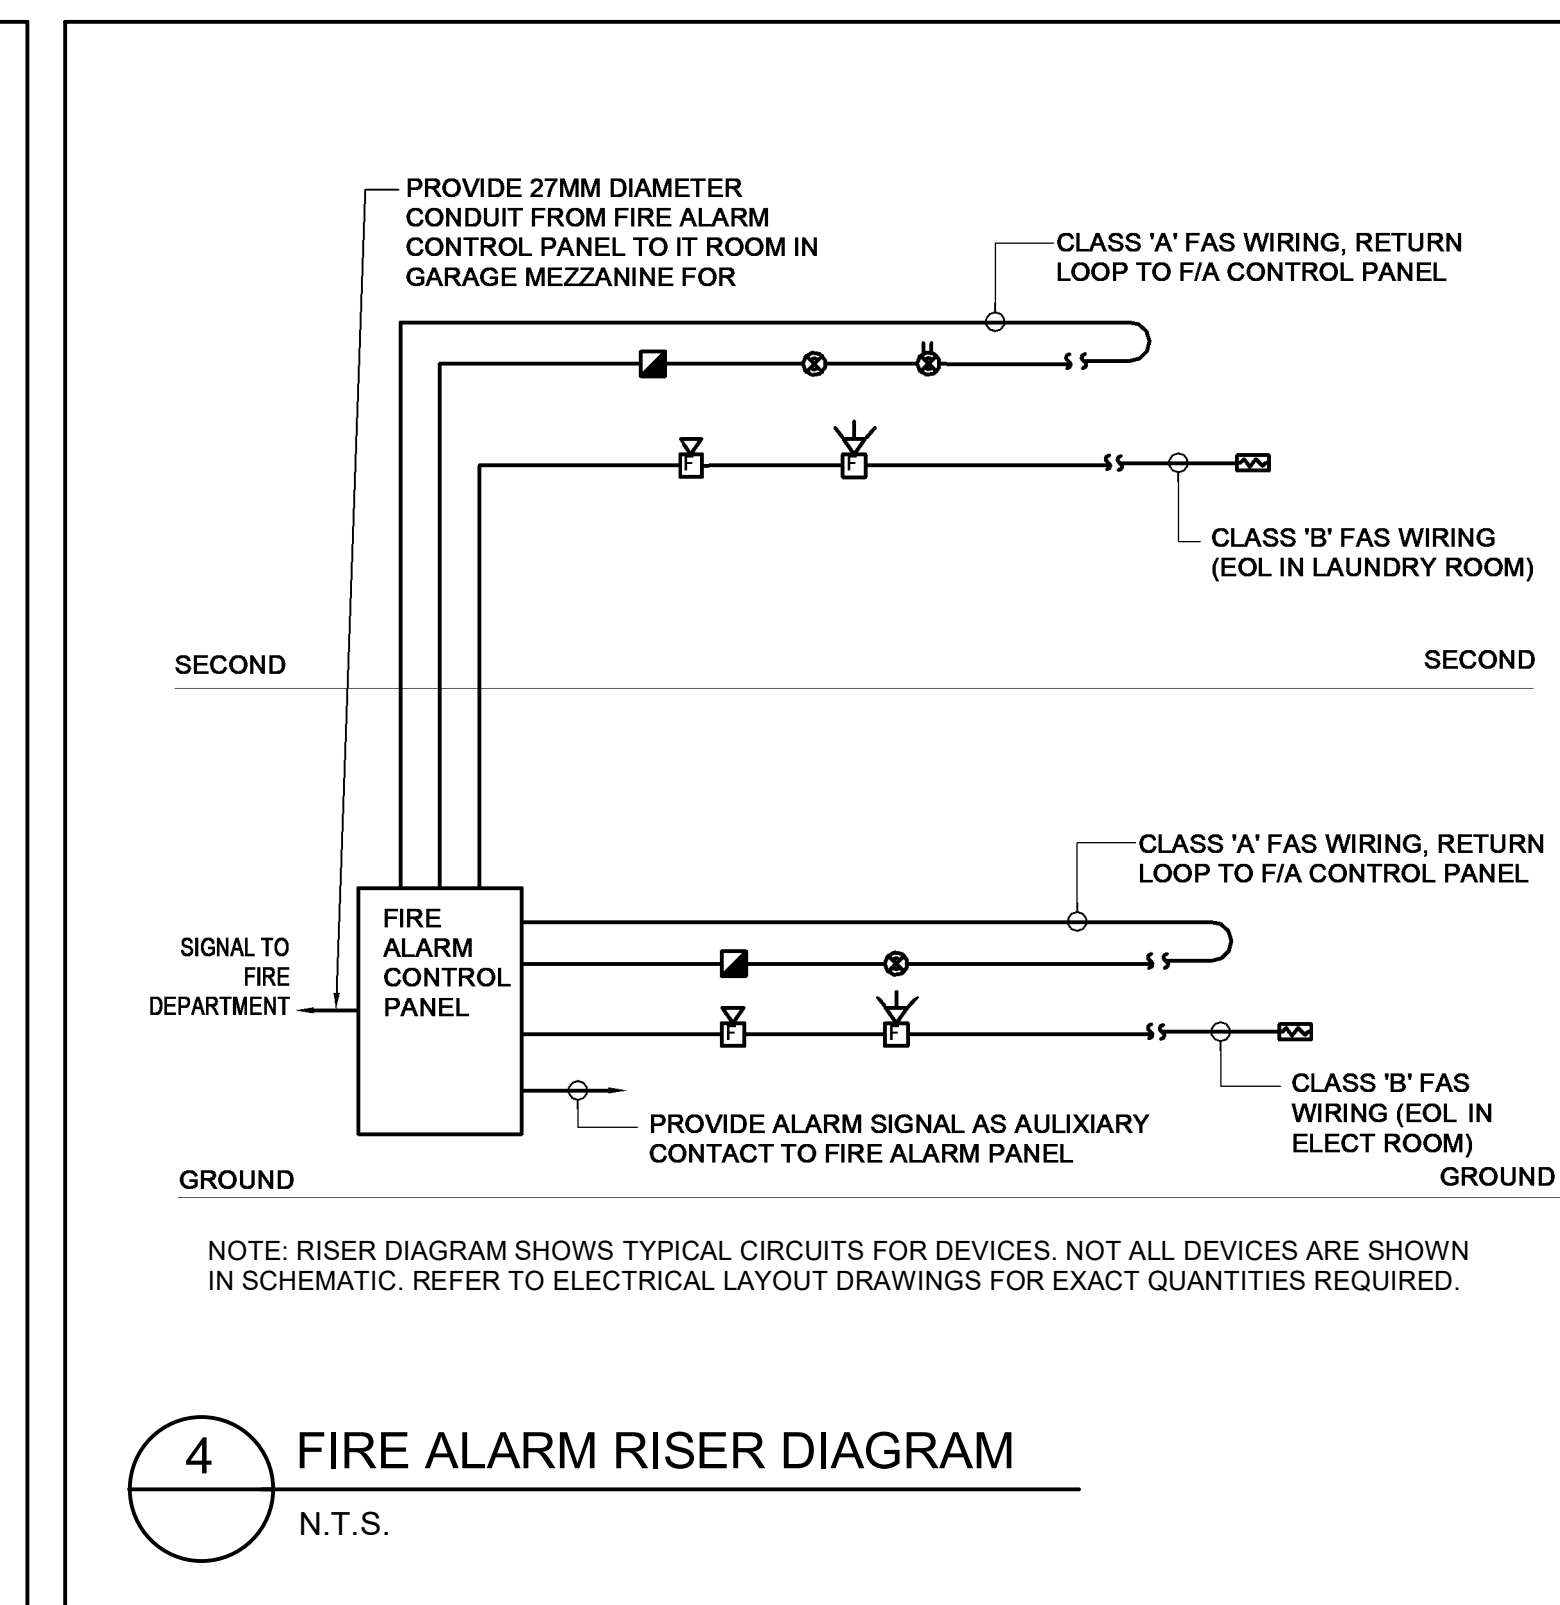 PROVIDE 27MM DIAMETER
CONDUIT FROM FIRE ALARM
CONTROL PANEL TO IT ROOM IN
GARAGE MEZZANINE FOR
CLASS 'A' FAS WIRING, RETURN
LOOP TO F/A CONTROL PANEL
F
F
CLASS 'B' FAS WIRING
(EOL IN LAUNDRY ROOM)
SECOND
SECOND
CLASS 'A' FAS WIRING, RETURN
LOOP TO F/A CONTROL PANEL
SIGNAL TO
FIRE
DEPARTMENT
FIRE
ALARM
CONTROL
PANEL
F
F
CLASS 'B' FAS
WIRING (EOL IN
ELECT ROOM)
PROVIDE ALARM SIGNAL AS AULIXIARY
CONTACT TO FIRE ALARM PANEL
GROUND
GROUND
NOTE: RISER DIAGRAM SHOWS TYPICAL CIRCUITS FOR DEVICES. NOT ALL DEVICES ARE SHOWN
IN SCHEMATIC. REFER TO ELECTRICAL LAYOUT DRAWINGS FOR EXACT QUANTITIES REQUIRED.
4
FIRE ALARM RISER DIAGRAM
N.T.S.